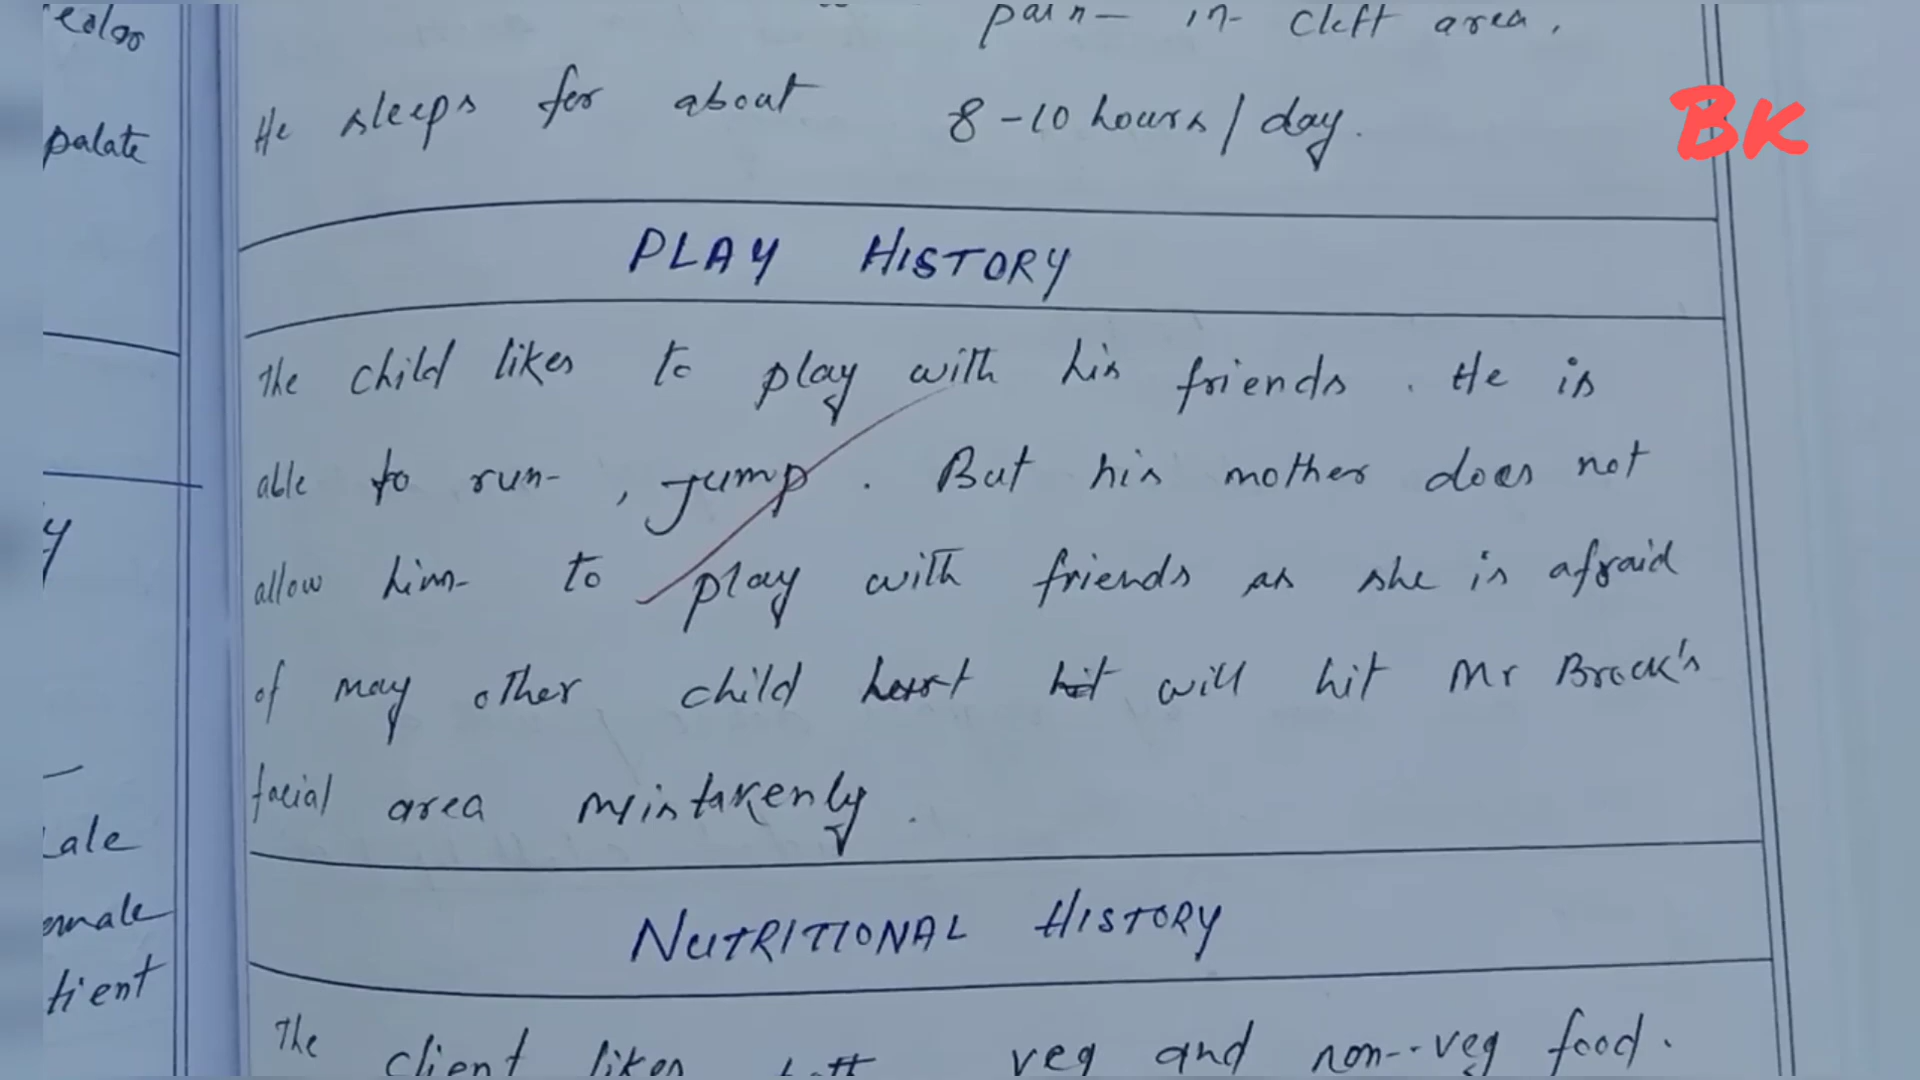 pain in cleft area.
He sleeps for about 8-10 hours/day.
BK
palate
PLAY HISTORY
The child likes to play with his friends. He is
able to run, jump. But his mother does not
allow him to play with friends as she is afraid
of may other child hurt hit will hit Mr Brock's
facial area mistakenly.
NUTRITIONAL HISTORY
The client likes both veg and non-veg food.